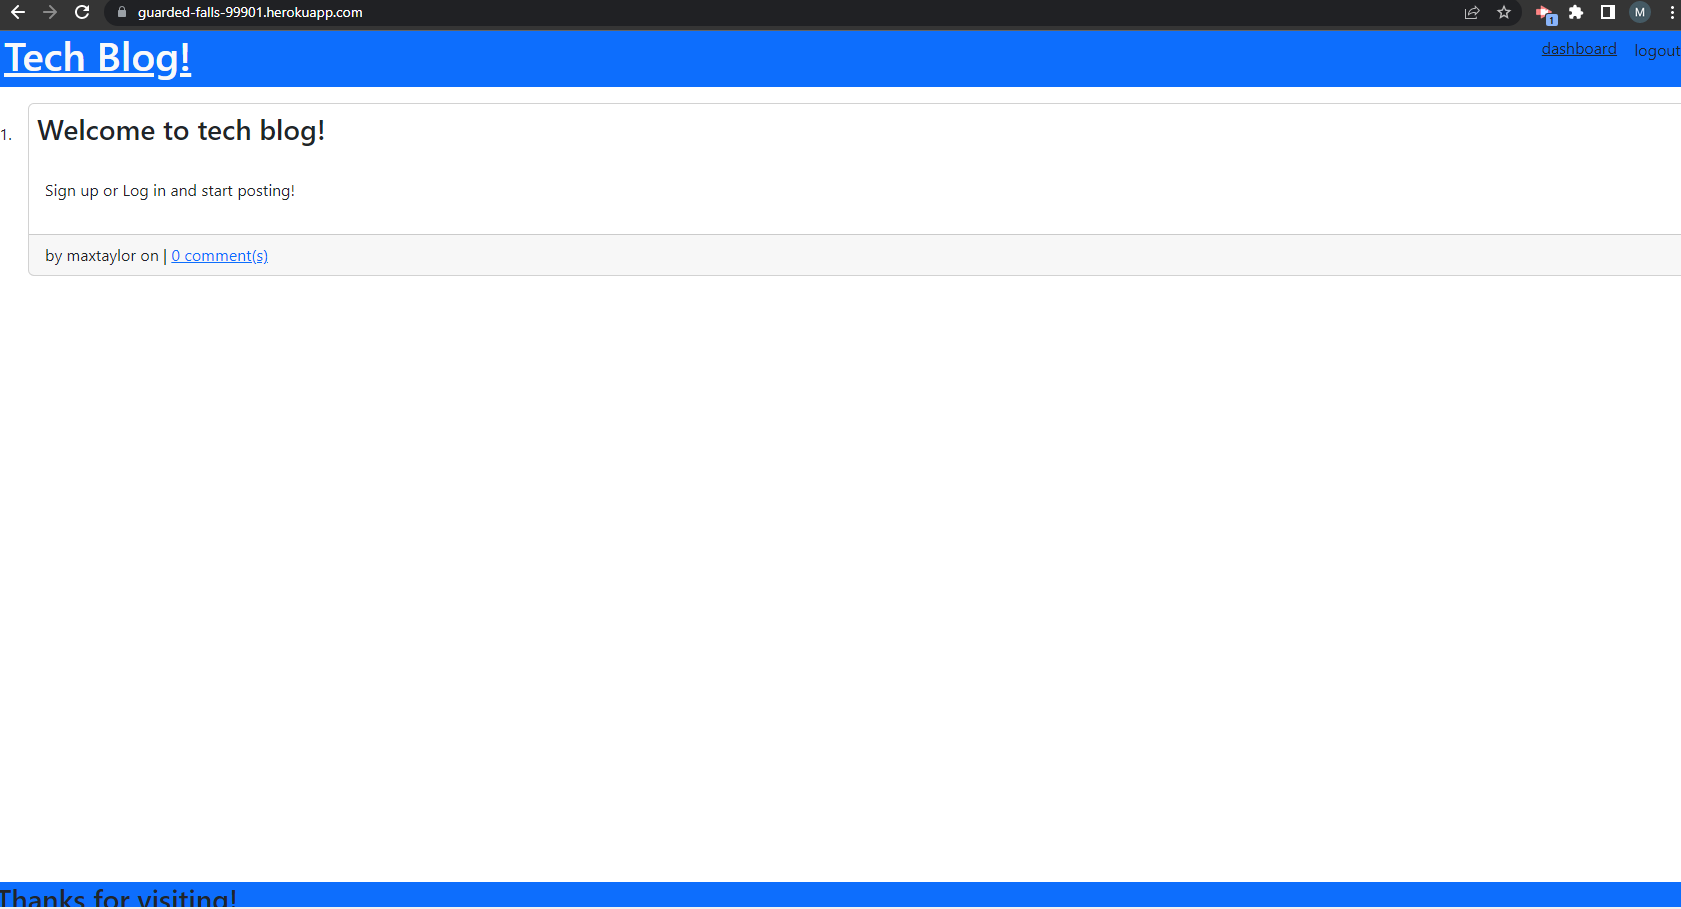 guarded-falls-99901.herokuapp.com
1
M
Tech Blog!
dashboard logout
1. Welcome to tech blog!
Sign up or Log in and start posting!
by maxtaylor on | 0 comment(s)
Thanks for visiting!